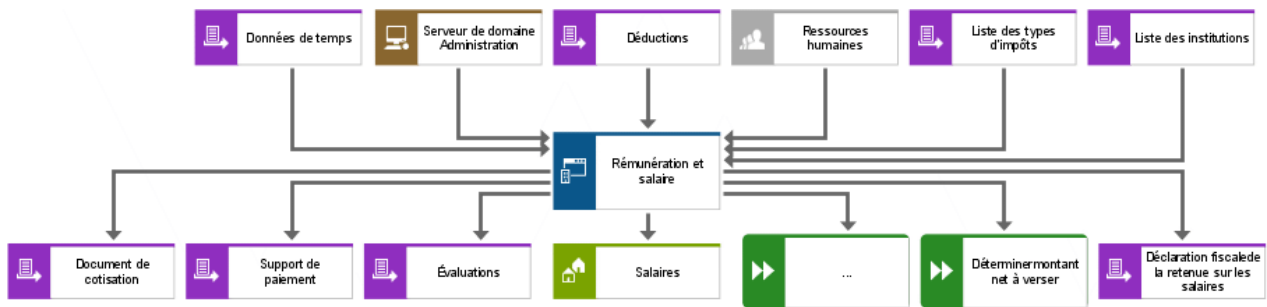 Données de temps
Serveur de domaine
Administration
Déductions
Ressources
humaines
Liste des types
d'impôts
Liste des institutions
Rémunération et
salaire
Document de
cotisation
Support de
paiement
Évaluations
Salaires
...
Déterminermontant
net à verser
Déclaration fiscalede
la retenue sur les
salaires